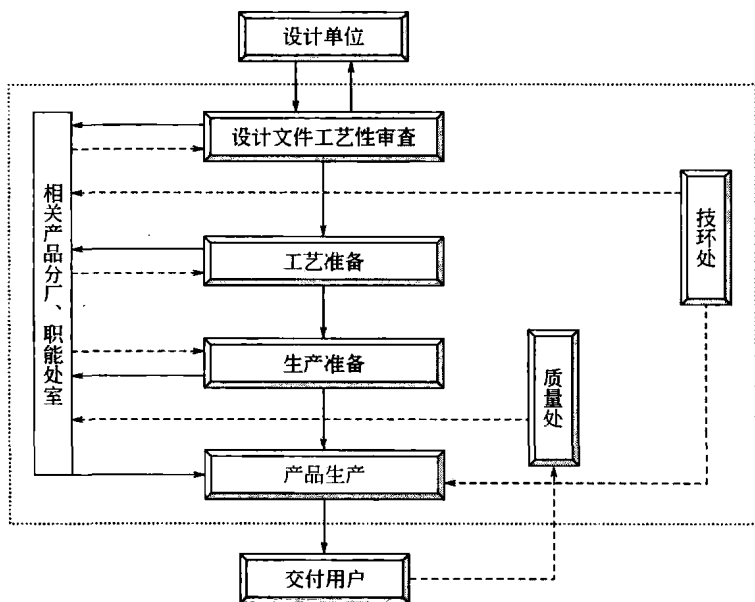 设计单位
设计文件工艺性审查
相关产品分厂、职能处室
技环处
工艺准备
生产准备
质量处
产品生产
交付用户